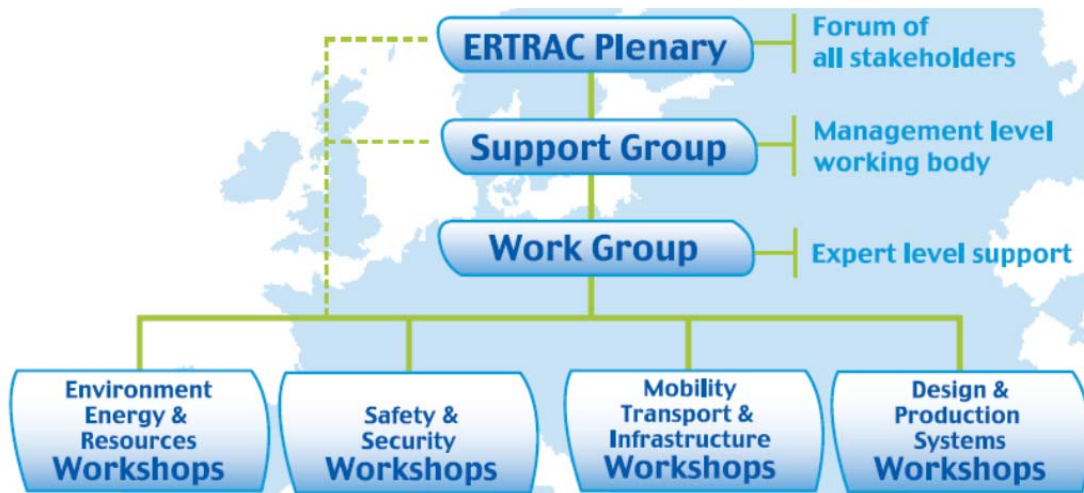 ERTRAC Plenary
Forum of
all stakeholders
Support Group
Management level
working body
Work Group
Expert level support
Environment
Energy &
Resources
Workshops
Safety &
Security
Workshops
Mobility
Transport &
Infrastructure
Workshops
Design &
Production
Systems
Workshops